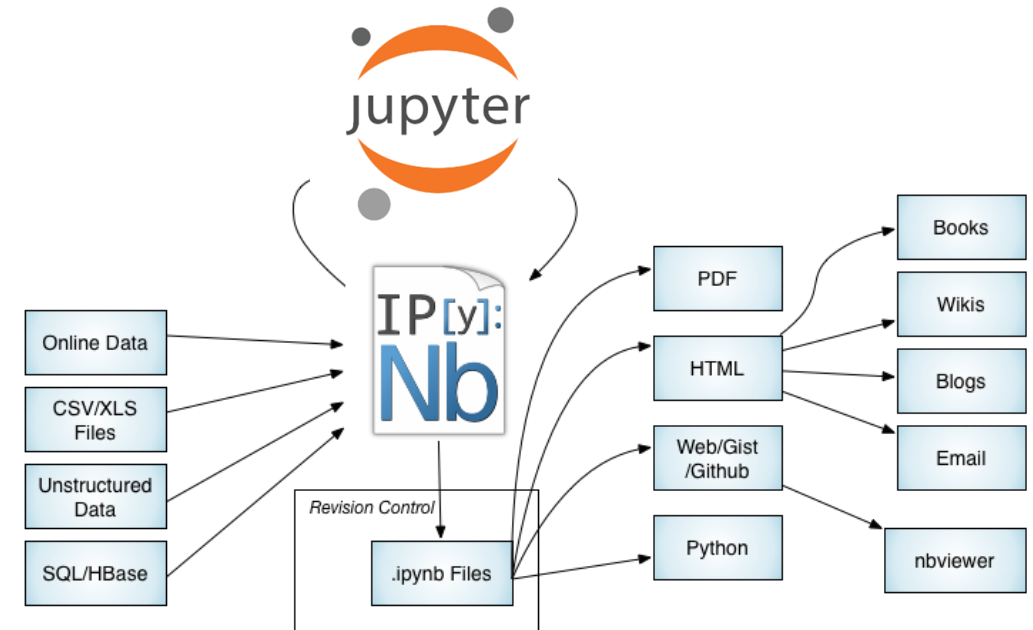 jupyter
IP[y]:
Nb
Online Data
CSV/XLS
Files
Unstructured
Data
SQL/HBase
Revision Control
.ipynb Files
PDF
HTML
Web/Gist
/Github
Python
Books
Wikis
Blogs
Email
nbviewer